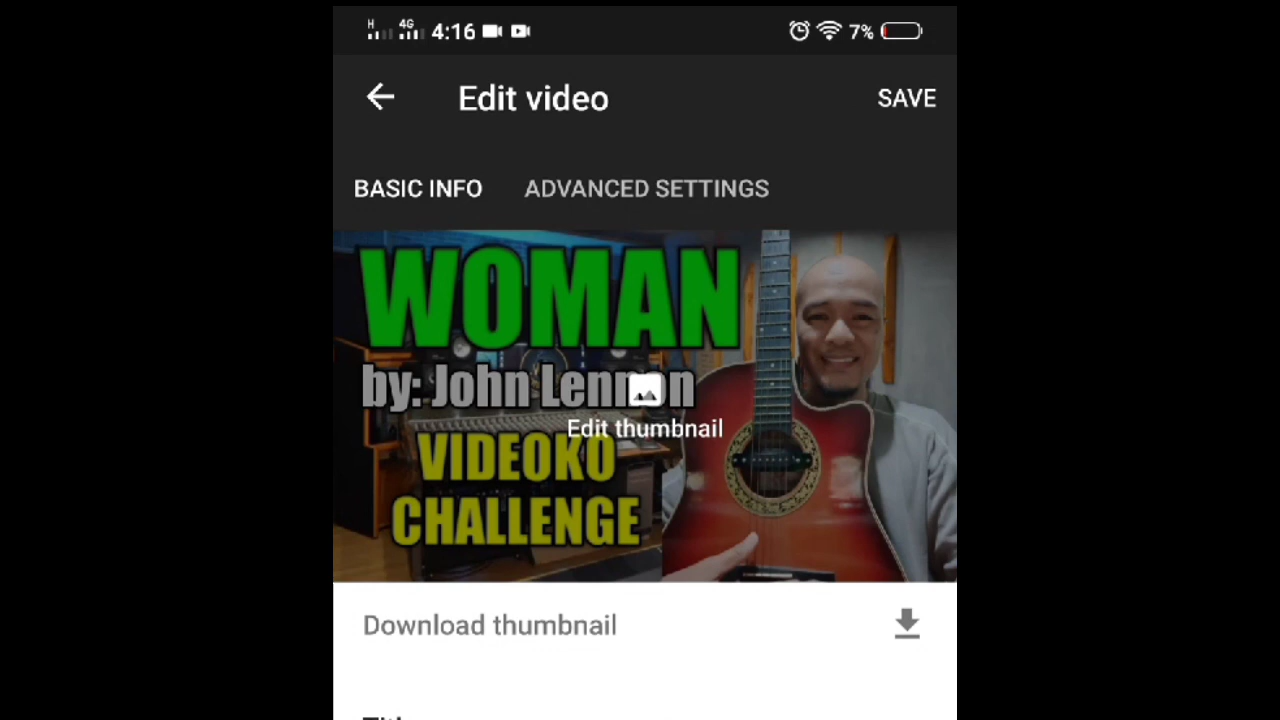 H 4G 4:16 7%
Edit video SAVE
BASIC INFO ADVANCED SETTINGS
WOMAN
by: John Lennon
Edit thumbnail
VIDEOKO
CHALLENGE
Download thumbnail